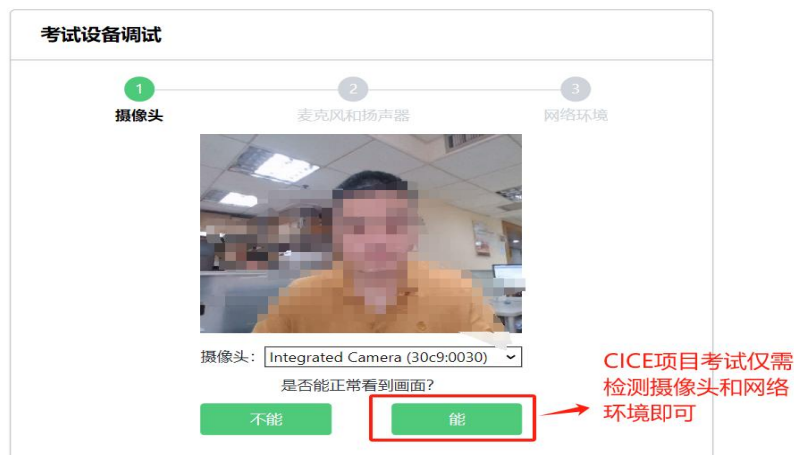 考试设备调试
1
2
3
摄像头
麦克风和扬声器
网络环境
摄像头：
Integrated Camera (30c9:0030)
是否能正常看到画面？
不能
能
CICE项目考试仅需
检测摄像头和网络
环境即可